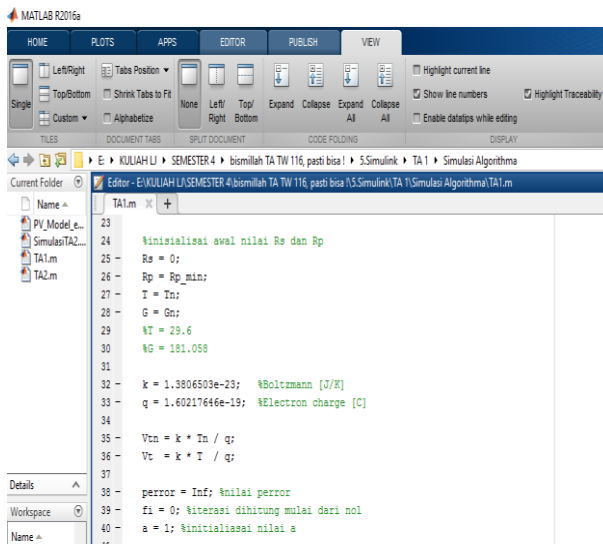 MATLAB R2016a
HOME PLOTS APPS EDITOR PUBLISH VIEW
Single
Left/Right
Top/Bottom
Custom
TILES
Tabs Position
Shrink Tabs to Fit
Alphabetize
DOCUMENT TABS
None
Left/ Right
Top/ Bottom
SPLIT DOCUMENT
Expand
Collapse
Expand All
Collapse All
CODE FOLDING
Highlight current line
Show line numbers
Enable datatips while editing
Highlight Traceability
DISPLAY
E: KULIAH LJ SEMESTER 4 bismillah TA TW 116, pasti bisa ! 5.Simulink TA 1 Simulasi Algorithma
Current Folder
Name
PV_Model_e...
SimulasiTA2....
TA1.m
TA2.m
Details
Workspace
Name
Editor - E:\KULIAH LJ\SEMESTER 4\bismillah TA TW 116, pasti bisa !\5.Simulink\TA 1\Simulasi Algorithma\TA1.m
TA1.m × +
23
24 %inisialisai awal nilai Rs dan Rp
25 - Rs = 0;
26 - Rp = Rp_min;
27 - T = Tn;
28 - G = Gn;
29 %T = 29.6
30 %G = 181.058
31
32 - k = 1.3806503e-23; %Boltzmann [J/K]
33 - q = 1.60217646e-19; %Electron charge [C]
34
35 - Vtn = k * Tn / q;
36 - Vt = k * T / q;
37
38 - perror = Inf; %nilai perror
39 - fi = 0; %iterasi dihitung mulai dari nol
40 - a = 1; %initialiasai nilai a